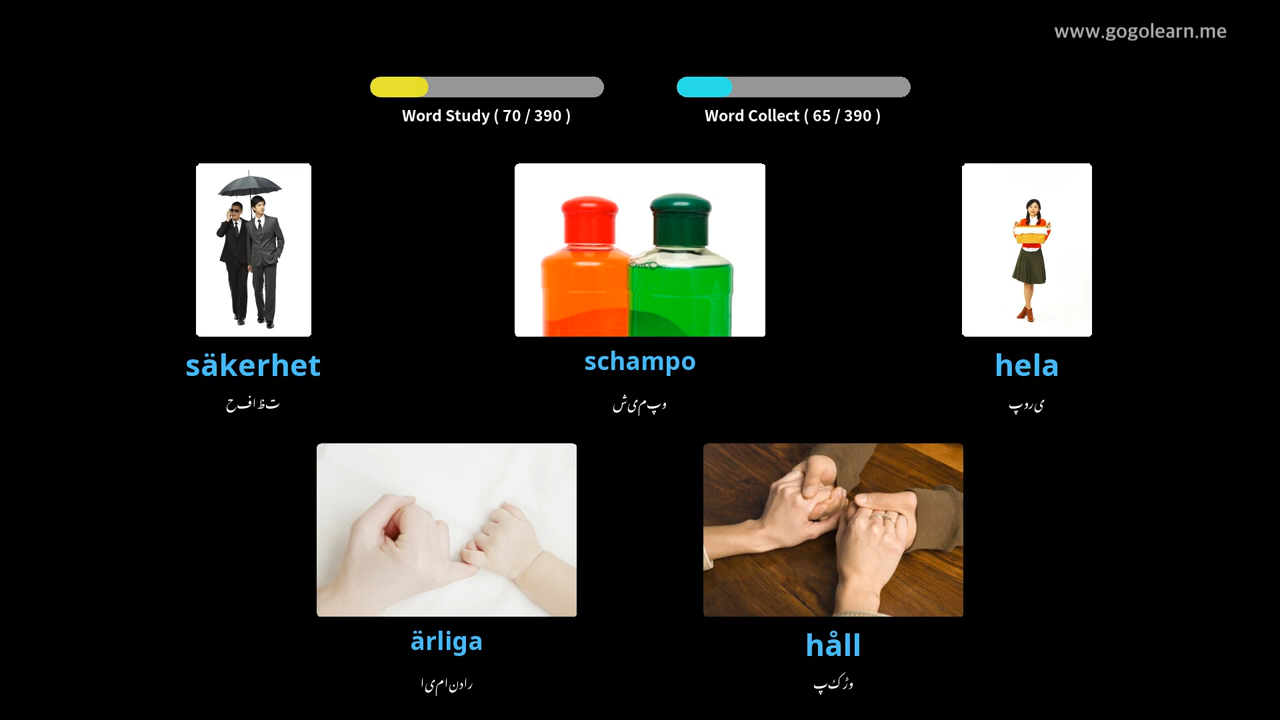 www.gogolearn.me
Word Study ( 70 / 390 )
Word Collect ( 65 / 390 )
säkerhet
حفاظت
schampo
شیمپو
hela
پوری
ärliga
ایماندار
håll
پکڑو